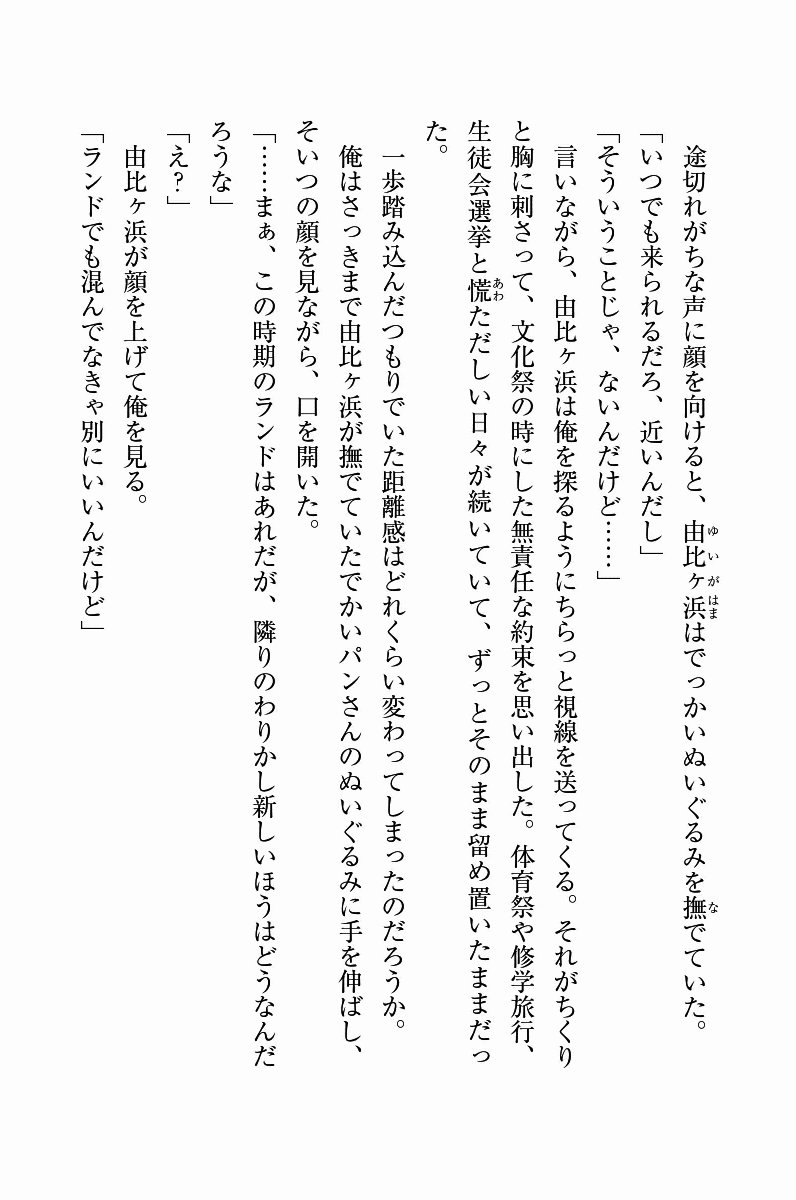 途切れがちな声に顔を向けると、由比ヶ浜はでっかいぬいぐるみを撫でていた。
「いつでも来られるだろ、近いんだし」
「そういうことじゃ、ないんだけど……」
　言いながら、由比ヶ浜は俺を探るようにちらっと視線を送ってくる。それがちくり
と胸に刺さって、文化祭の時にした無責任な約束を思い出した。体育祭や修学旅行、
生徒会選挙と慌ただしい日々が続いていて、ずっとそのまま留め置いたままだっ
た。
　一歩踏み込んだつもりでいた距離感はどれくらい変わってしまったのだろうか。
　俺はさっきまで由比ヶ浜が撫でていたでかいパンさんのぬいぐるみに手を伸ばし、
そいつの顔を見ながら、口を開いた。
「……まぁ、この時期のランドはあれだが、隣りのわりかし新しいほうはどうなんだ
ろうな」
「え？」
　由比ヶ浜が顔を上げて俺を見る。
「ランドでも混んでなきゃ別にいいんだけど」